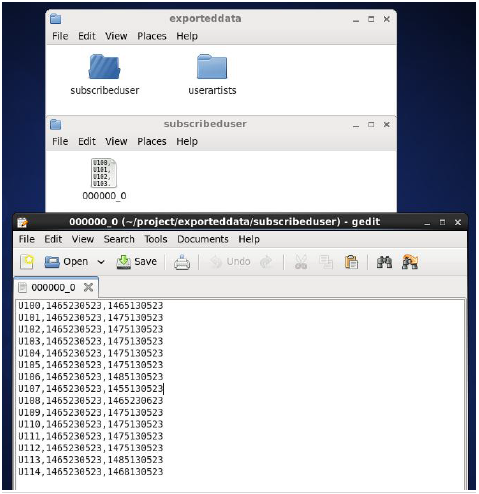 exporteddata
File Edit View Places Help
subscribeduser userartists
subscribeduser
File Edit View Places Help
U100,
U101,
U102,
U103.
000000_0
000000_0 (~/project/exporteddata/subscribeduser) - gedit
File Edit View Search Tools Documents Help
Open Save Undo
000000_0
U100,1465230523,1465130523
U101,1465230523,1475130523
U102,1465230523,1475130523
U103,1465230523,1475130523
U104,1465230523,1475130523
U105,1465230523,1475130523
U106,1465230523,1485130523
U107,1465230523,1455130523
U108,1465230523,1465230623
U109,1465230523,1475130523
U110,1465230523,1475130523
U111,1465230523,1475130523
U112,1465230523,1475130523
U113,1465230523,1485130523
U114,1465230523,1468130523